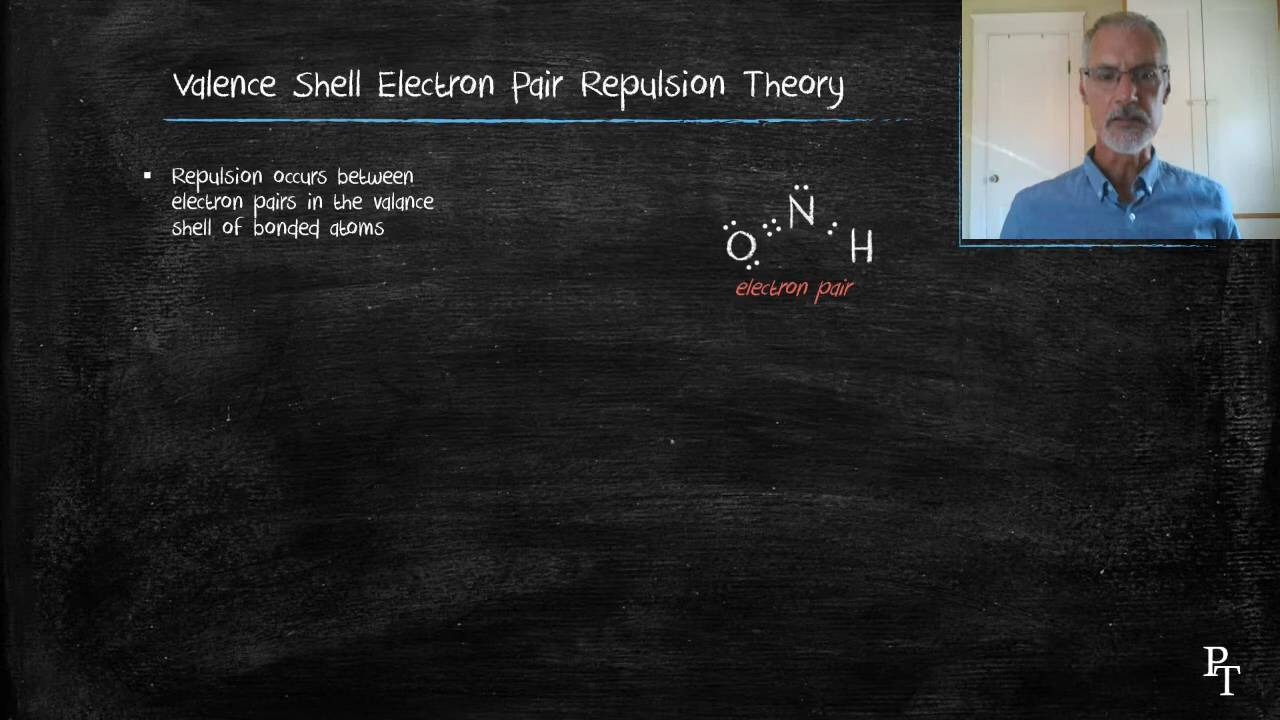 Valence Shell Electron Pair Repulsion Theory
▪ Repulsion occurs between
electron pairs in the valance
shell of bonded atoms
N
O H
electron pair
PT